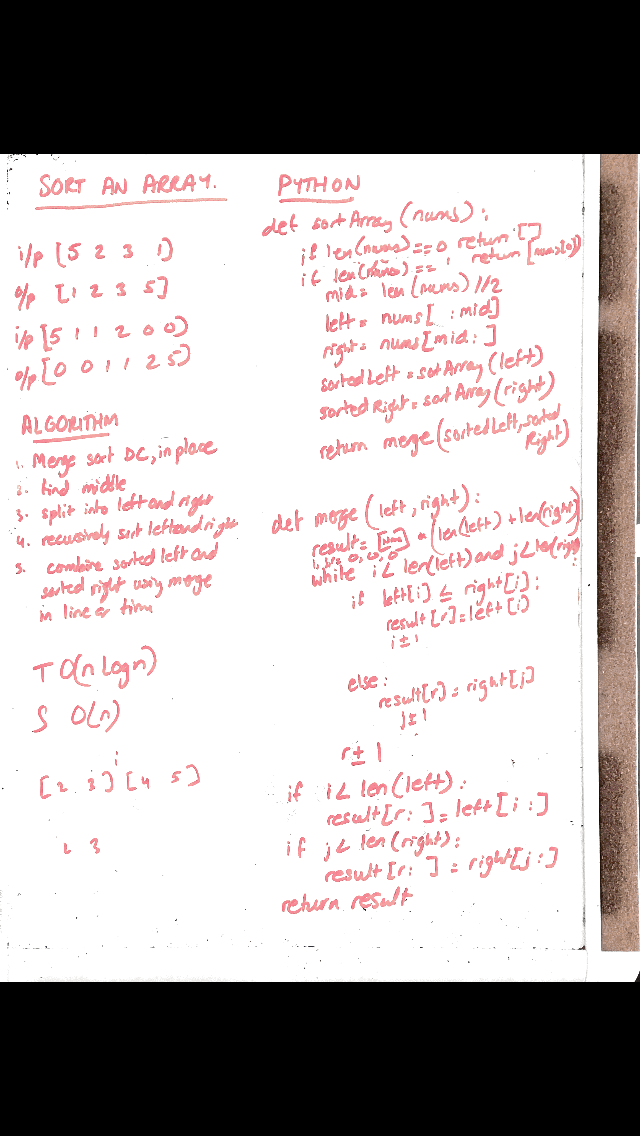 SORT AN ARRAY.
i/p [5 2 3 1]
o/p [1 2 3 5]
i/p [5 1 1 2 0 0]
o/p [0 0 1 1 2 5]
ALGORITHM
1. Merge sort DC, in place
2. find middle
3. split into left and right
4. recursively sort left and right
5. combine sorted left and
sorted right using merge
in linear time
T O(n logn)
S O(n)
i
[2 3] [4 5]
2 3
PYTHON
def sortArray (nums) :
if len(nums) == 0 return []
if len(nums) == 1 return [nums[0]]
mid = len (nums) // 2
left = nums [ : mid]
right = nums [mid : ]
sortedLeft = sortArray (left)
sortedRight = sortArray (right)
return merge (sortedLeft, sorted
Right)
def merge (left, right) :
result = [None] * (len(left) + len(right))
i, j, r = 0, 0, 0
while i < len(left) and j < len(right) :
if left[i] ≤ right[j] :
result[r] = left[i]
i ± 1
else :
result[r] = right[j]
j ± 1
r ± 1
if i < len(left) :
result[r : ] = left[i : ]
if j < len(right) :
result[r : ] = right[j : ]
return result